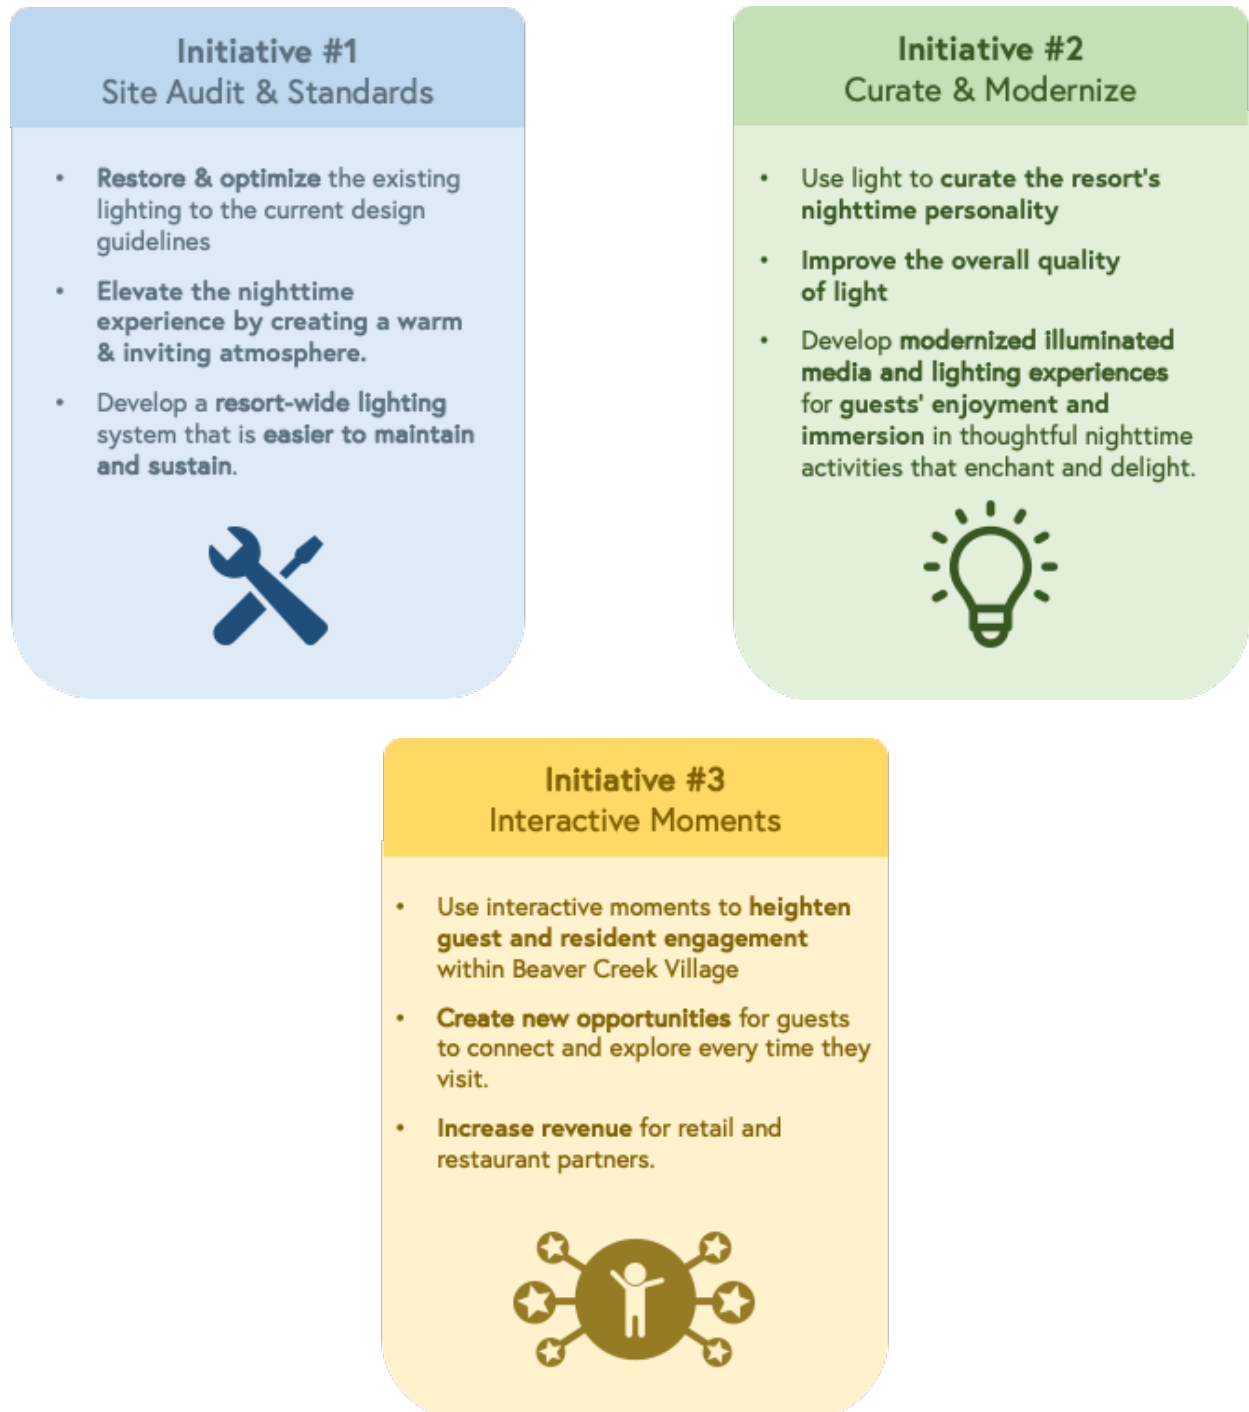 Initiative #1
Site Audit & Standards
• Restore & optimize the existing
lighting to the current design
guidelines
• Elevate the nighttime
experience by creating a warm
& inviting atmosphere.
• Develop a resort-wide lighting
system that is easier to maintain
and sustain.
Initiative #2
Curate & Modernize
• Use light to curate the resort's
nighttime personality
• Improve the overall quality
of light
• Develop modernized illuminated
media and lighting experiences
for guests' enjoyment and
immersion in thoughtful nighttime
activities that enchant and delight.
Initiative #3
Interactive Moments
• Use interactive moments to heighten
guest and resident engagement
within Beaver Creek Village
• Create new opportunities for guests
to connect and explore every time they
visit.
• Increase revenue for retail and
restaurant partners.